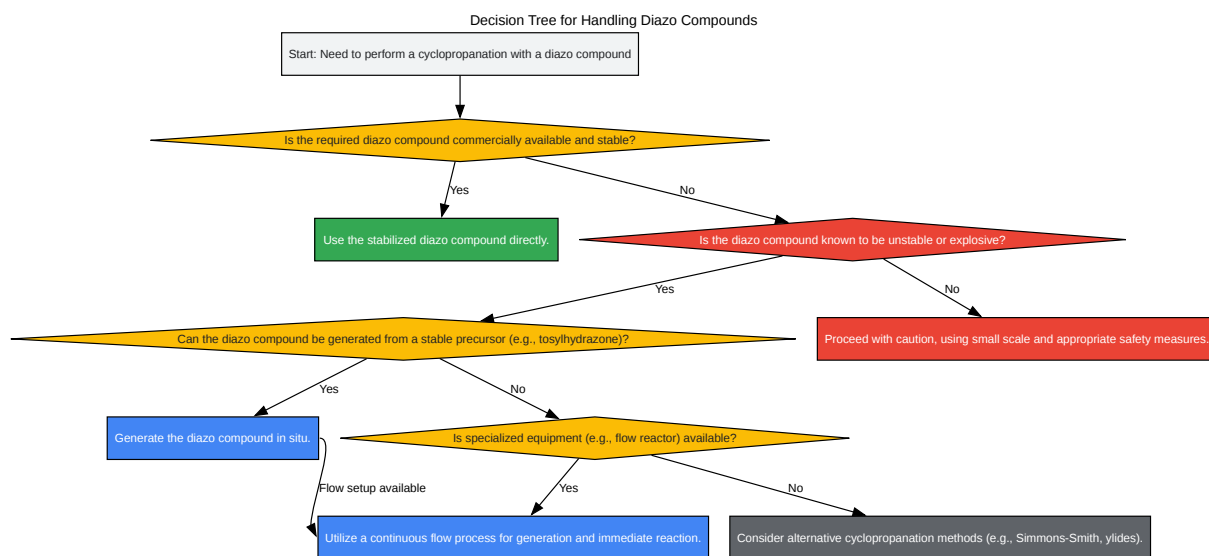 Decision Tree for Handling Diazo Compounds
Start: Need to perform a cyclopropanation with a diazo compound
Is the required diazo compound commercially available and stable?
Yes
No
Use the stabilized diazo compound directly.
Is the diazo compound known to be unstable or explosive?
Yes
No
Can the diazo compound be generated from a stable precursor (e.g., tosylhydrazone)?
Proceed with caution, using small scale and appropriate safety measures.
Yes
No
Generate the diazo compound in situ.
Is specialized equipment (e.g., flow reactor) available?
Flow setup available
Yes
No
Utilize a continuous flow process for generation and immediate reaction.
Consider alternative cyclopropanation methods (e.g., Simmons-Smith, ylides).